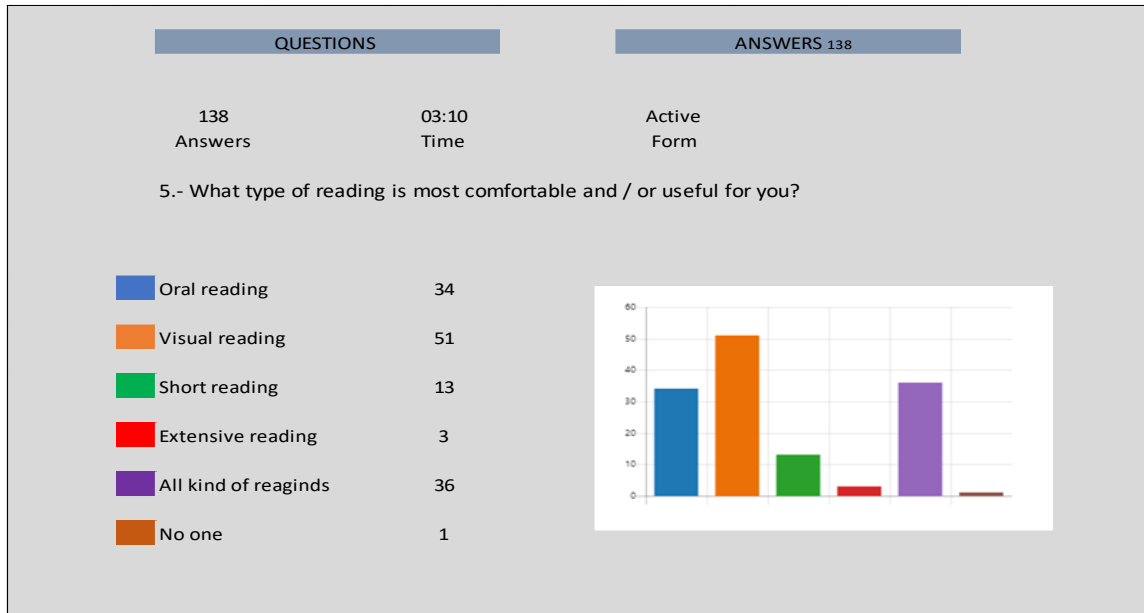 QUESTIONS ANSWERS 138
138 03:10 Active
Answers Time Form
5.- What type of reading is most comfortable and / or useful for you?
Oral reading 34
Visual reading 51
Short reading 13
Extensive reading 3
All kind of reaginds 36
No one 1
60
50
40
30
20
10
0